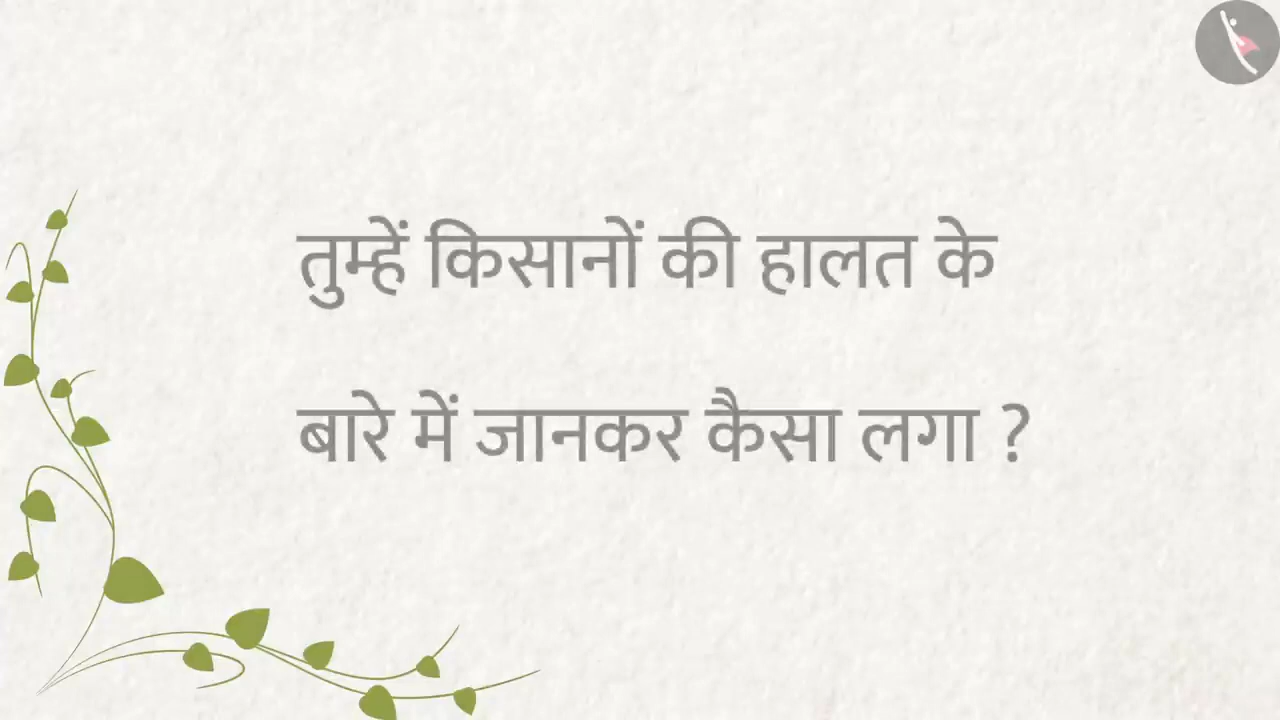 तुम्हें किसानों की हालत के
बारे में जानकर कैसा लगा ?